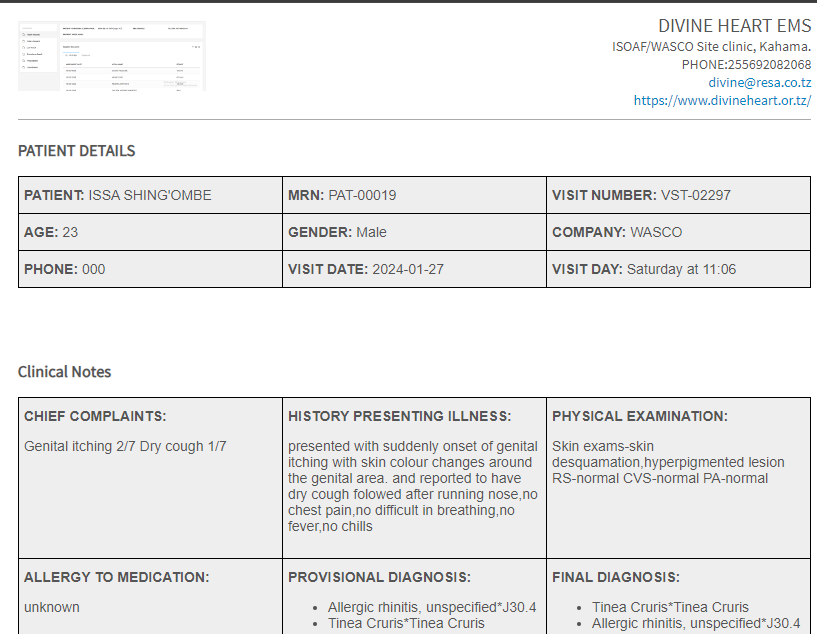 DIVINE HEART EMS
ISOAF/WASCO Site clinic, Kahama.
PHONE:255692082068
divine@resa.co.tz
https://www.divineheart.or.tz/
PATIENT DETAILS
PATIENT: ISSA SHING'OMBE
MRN: PAT-00019
VISIT NUMBER: VST-02297
AGE: 23
GENDER: Male
COMPANY: WASCO
PHONE: 000
VISIT DATE: 2024-01-27
VISIT DAY: Saturday at 11:06
Clinical Notes
CHIEF COMPLAINTS:
Genital itching 2/7 Dry cough 1/7
HISTORY PRESENTING ILLNESS:
presented with suddenly onset of genital
itching with skin colour changes around
the genital area. and reported to have
dry cough folowed after running nose,no
chest pain,no difficult in breathing,no
fever,no chills
PHYSICAL EXAMINATION:
Skin exams-skin
desquamation,hyperpigmented lesion
RS-normal CVS-normal PA-normal
ALLERGY TO MEDICATION:
unknown
PROVISIONAL DIAGNOSIS:
• Allergic rhinitis, unspecified*J30.4
• Tinea Cruris*Tinea Cruris
FINAL DIAGNOSIS:
• Tinea Cruris*Tinea Cruris
• Allergic rhinitis, unspecified*J30.4